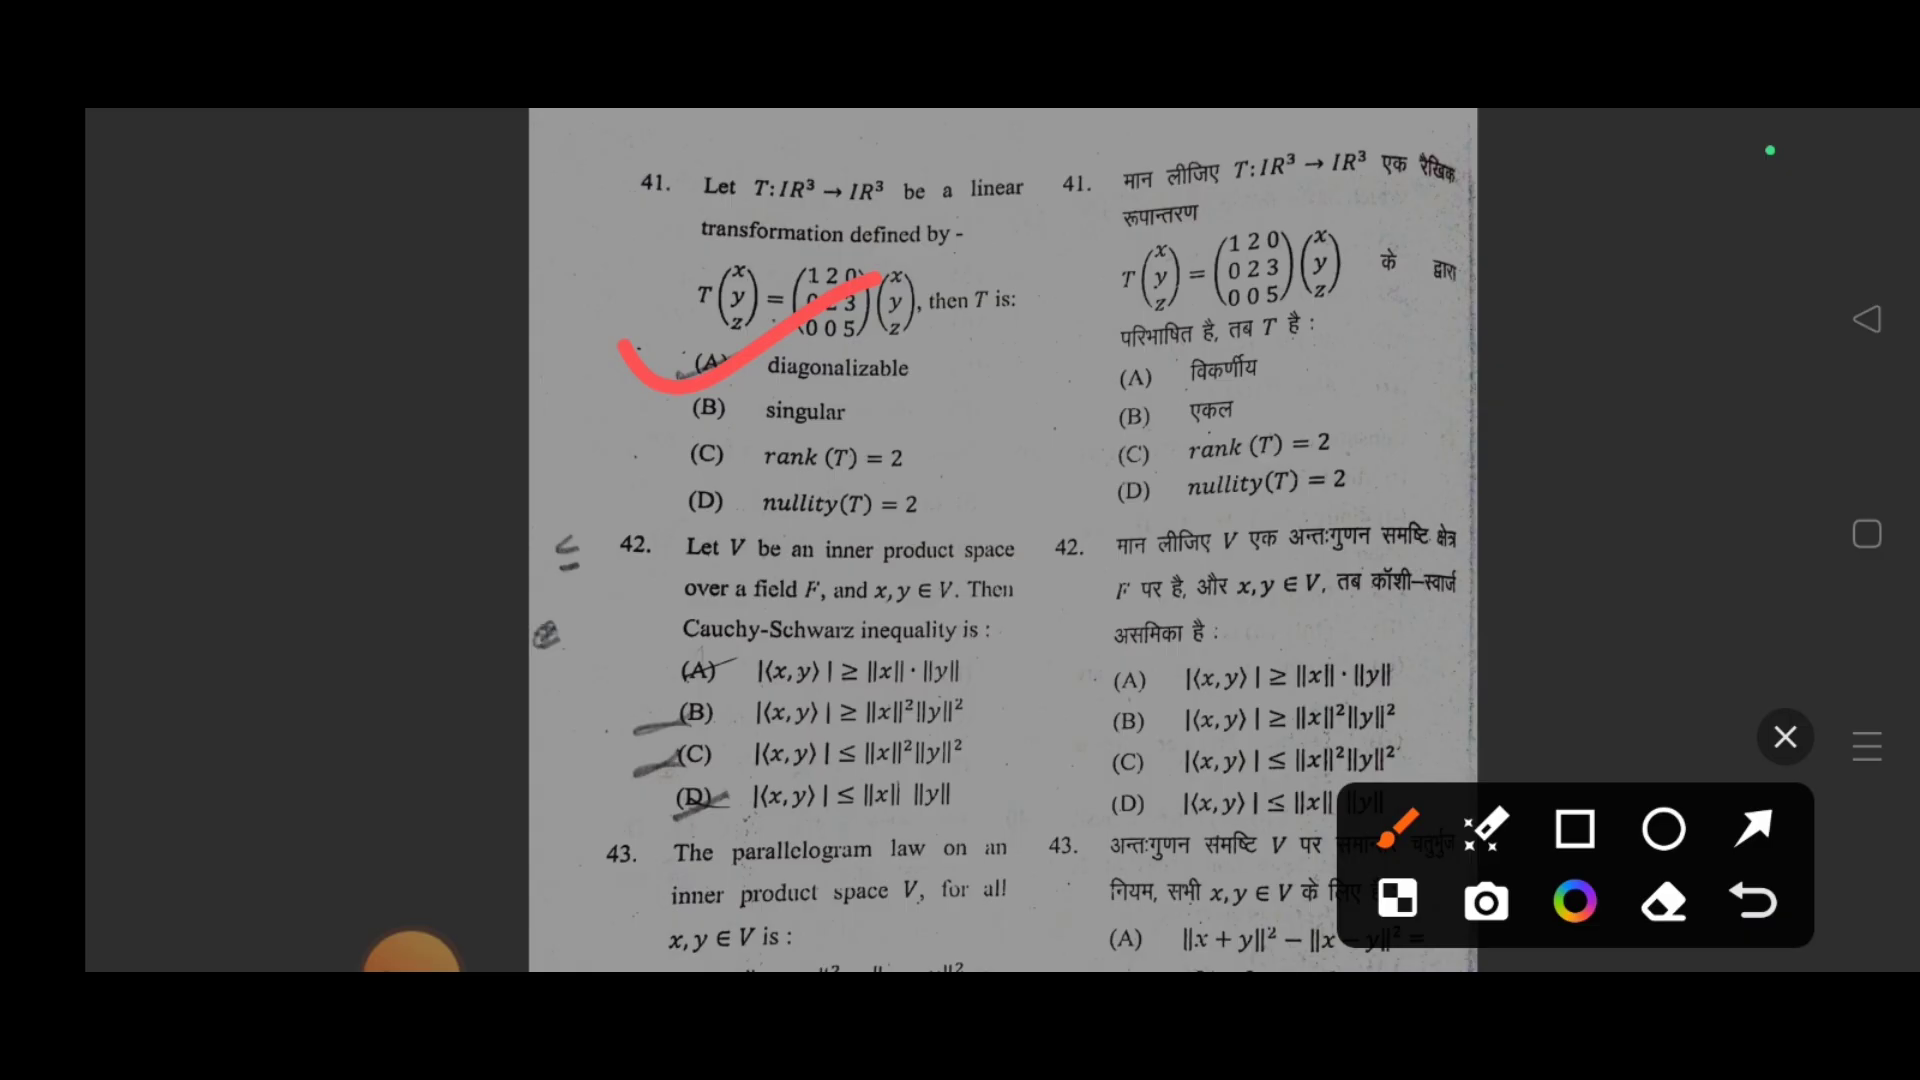 41. Let T: IR³ → IR³ be a linear
transformation defined by -
T(x y z) = (1 2 0 3 0 0 5)(x y z), then T is:
(A) diagonalizable
(B) singular
(C) rank (T) = 2
(D) nullity(T) = 2
42. Let V be an inner product space
over a field F, and x, y ∈ V. Then
Cauchy-Schwarz inequality is :
(A) |⟨x, y⟩| ≥ ||x|| · ||y||
(B) |⟨x, y⟩| ≥ ||x||²||y||²
(C) |⟨x, y⟩| ≤ ||x||²||y||²
(D) |⟨x, y⟩| ≤ ||x|| ||y||
43. The parallelogram law on an
inner product space V, for all
x, y ∈ V is :
41. मान लीजिए T: IR³ → IR³ एक रैखिक
रूपान्तरण
T(x y z) = (1 2 0 0 2 3 0 0 5)(x y z) के द्वारा
परिभाषित है, तब T है :
(A) विकर्णीय
(B) एकल
(C) rank (T) = 2
(D) nullity(T) = 2
42. मान लीजिए V एक अन्तःगुणन समष्टि क्षेत्र
F पर है, और x, y ∈ V, तब कॉशी–स्वार्ज
असमिका है :
(A) |⟨x, y⟩| ≥ ||x|| · ||y||
(B) |⟨x, y⟩| ≥ ||x||²||y||²
(C) |⟨x, y⟩| ≤ ||x||²||y||²
(D) |⟨x, y⟩| ≤ ||x|| ||y||
43. अन्तःगुणन संमष्टि V पर समान्तर चतुर्भुज
नियम, सभी x, y ∈ V के लिए
(A) ||x + y||² − ||x − y||² =